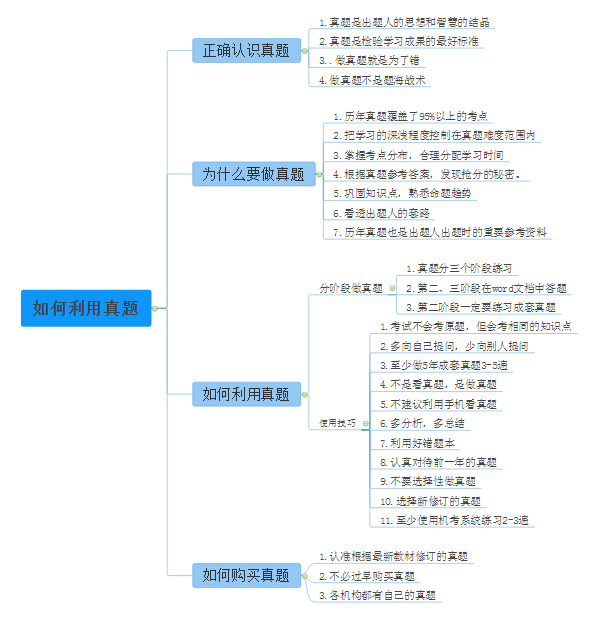 如何利用真题
正确认识真题
1.真题是出题人的思想和智慧的结晶
2.真题是检验学习成果的最好标准
3..做真题就是为了错
4.做真题不是题海战术
为什么要做真题
1.历年真题覆盖了95%以上的考点
2.把学习的深浅程度控制在真题难度范围内
3.掌握考点分布，合理分配学习时间
4.根据真题参考答案，发现抢分的秘密。
5.巩固知识点，熟悉命题趋势
6.看透出题人的套路
7.历年真题也是出题人出题时的重要参考资料
如何利用真题
分阶段做真题
1.真题分三个阶段练习
2.第二、三阶段在word文档中答题
3.第二阶段一定要练习成套真题
使用技巧
1.考试不会考原题，但会考相同的知识点
2.多向自己提问，少向别人提问
3.至少做5年成套真题3-5遍
4.不是看真题，是做真题
5.不建议利用手机看真题
6.多分析，多总结
7.利用好错题本
8.认真对待前一年的真题
9.不要选择性做真题
10.选择新修订的真题
11.至少使用机考系统练习2-3遍
如何购买真题
1.认准根据最新教材修订的真题
2.不必过早购买真题
3.各机构都有自己的真题